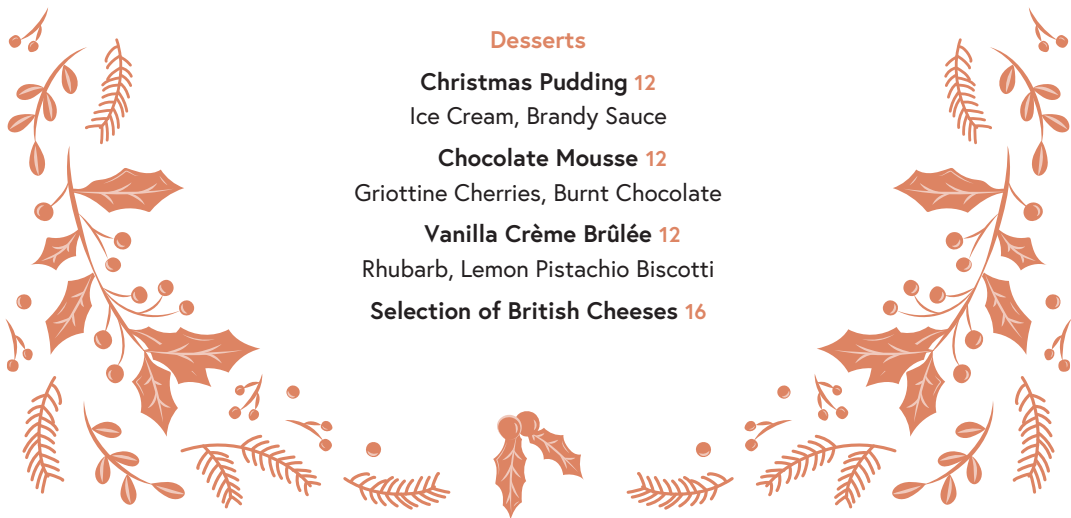 Desserts
Christmas Pudding 12
Ice Cream, Brandy Sauce
Chocolate Mousse 12
Griottine Cherries, Burnt Chocolate
Vanilla Crème Brûlée 12
Rhubarb, Lemon Pistachio Biscotti
Selection of British Cheeses 16